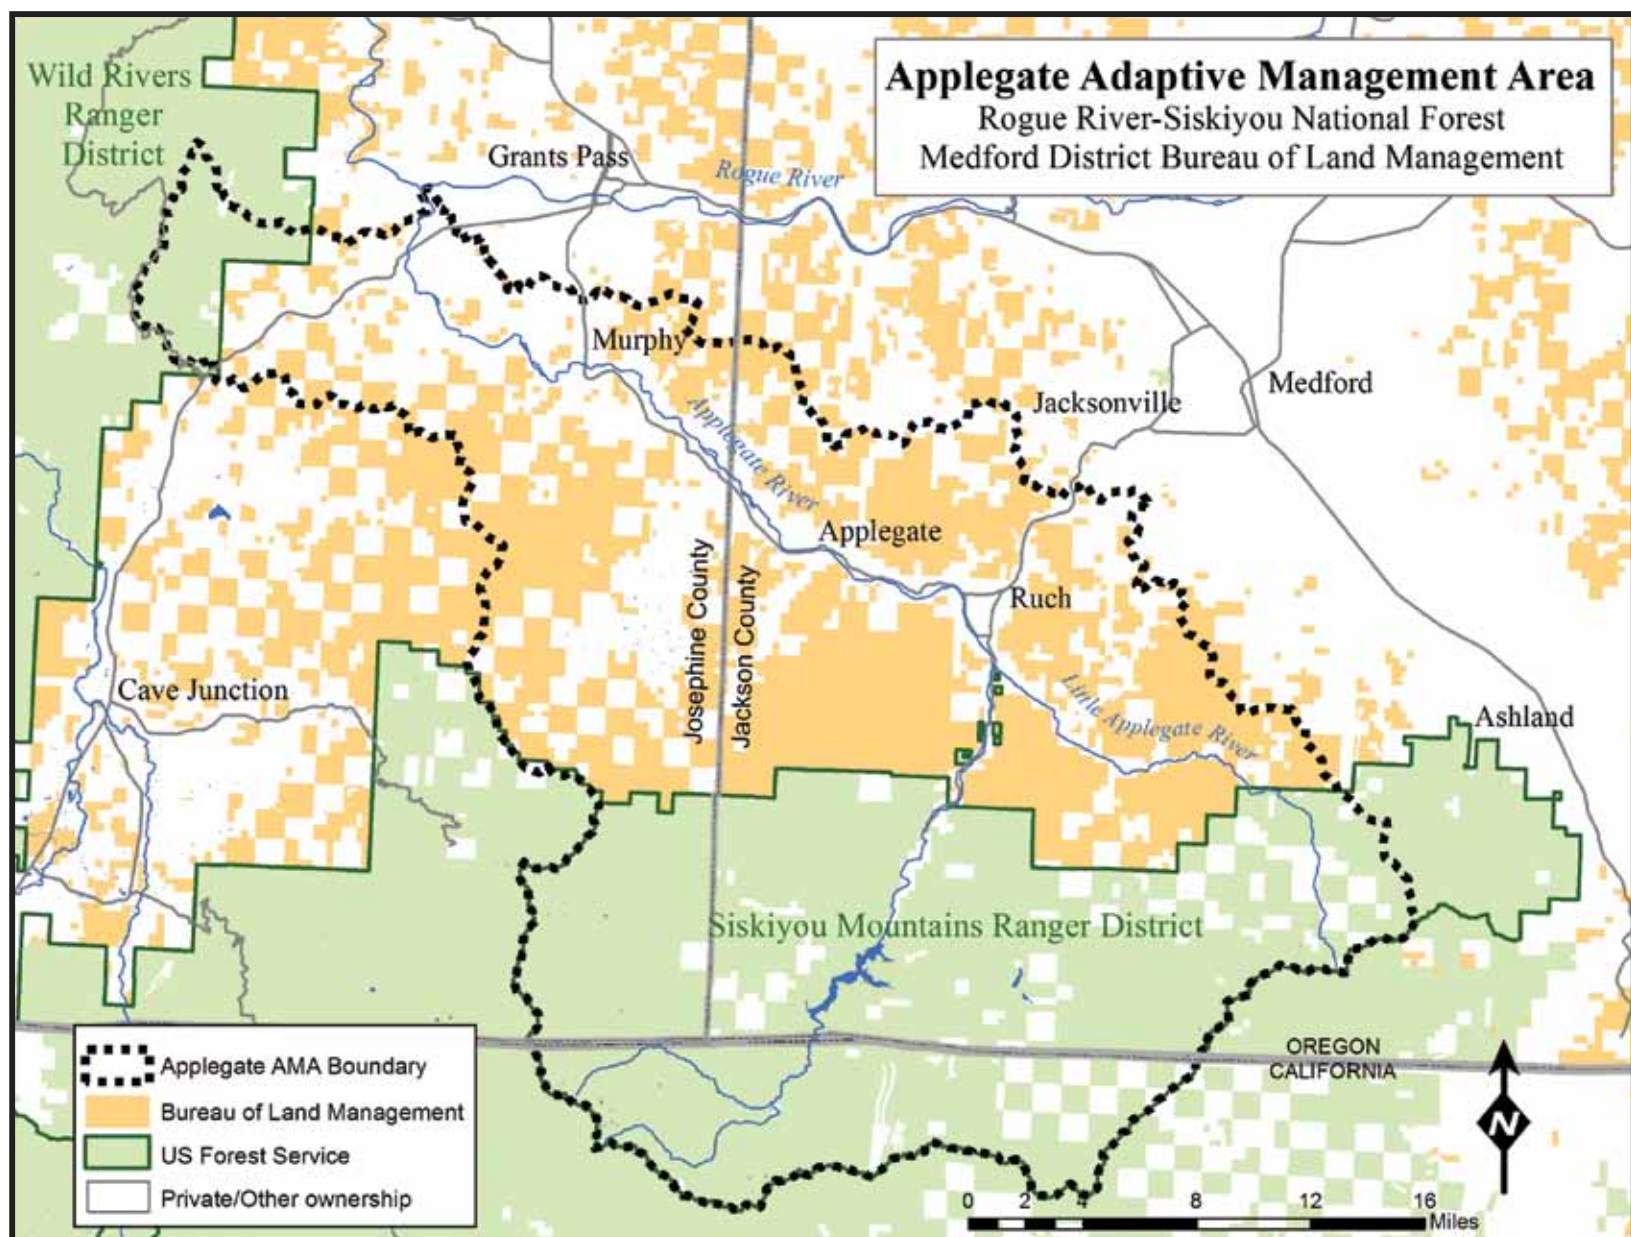 Applegate Adaptive Management Area
Rogue River-Siskiyou National Forest
Medford District Bureau of Land Management
Wild Rivers
Ranger
District
Grants Pass
Rogue River
Murphy
Jacksonville
Medford
Applegate River
Applegate
Josephine County
Jackson County
Ruch
Cave Junction
Little Applegate River
Ashland
Siskiyou Mountains Ranger District
OREGON
CALIFORNIA
N
Applegate AMA Boundary
Bureau of Land Management
US Forest Service
Private/Other ownership
0 2 4 8 12 16
Miles